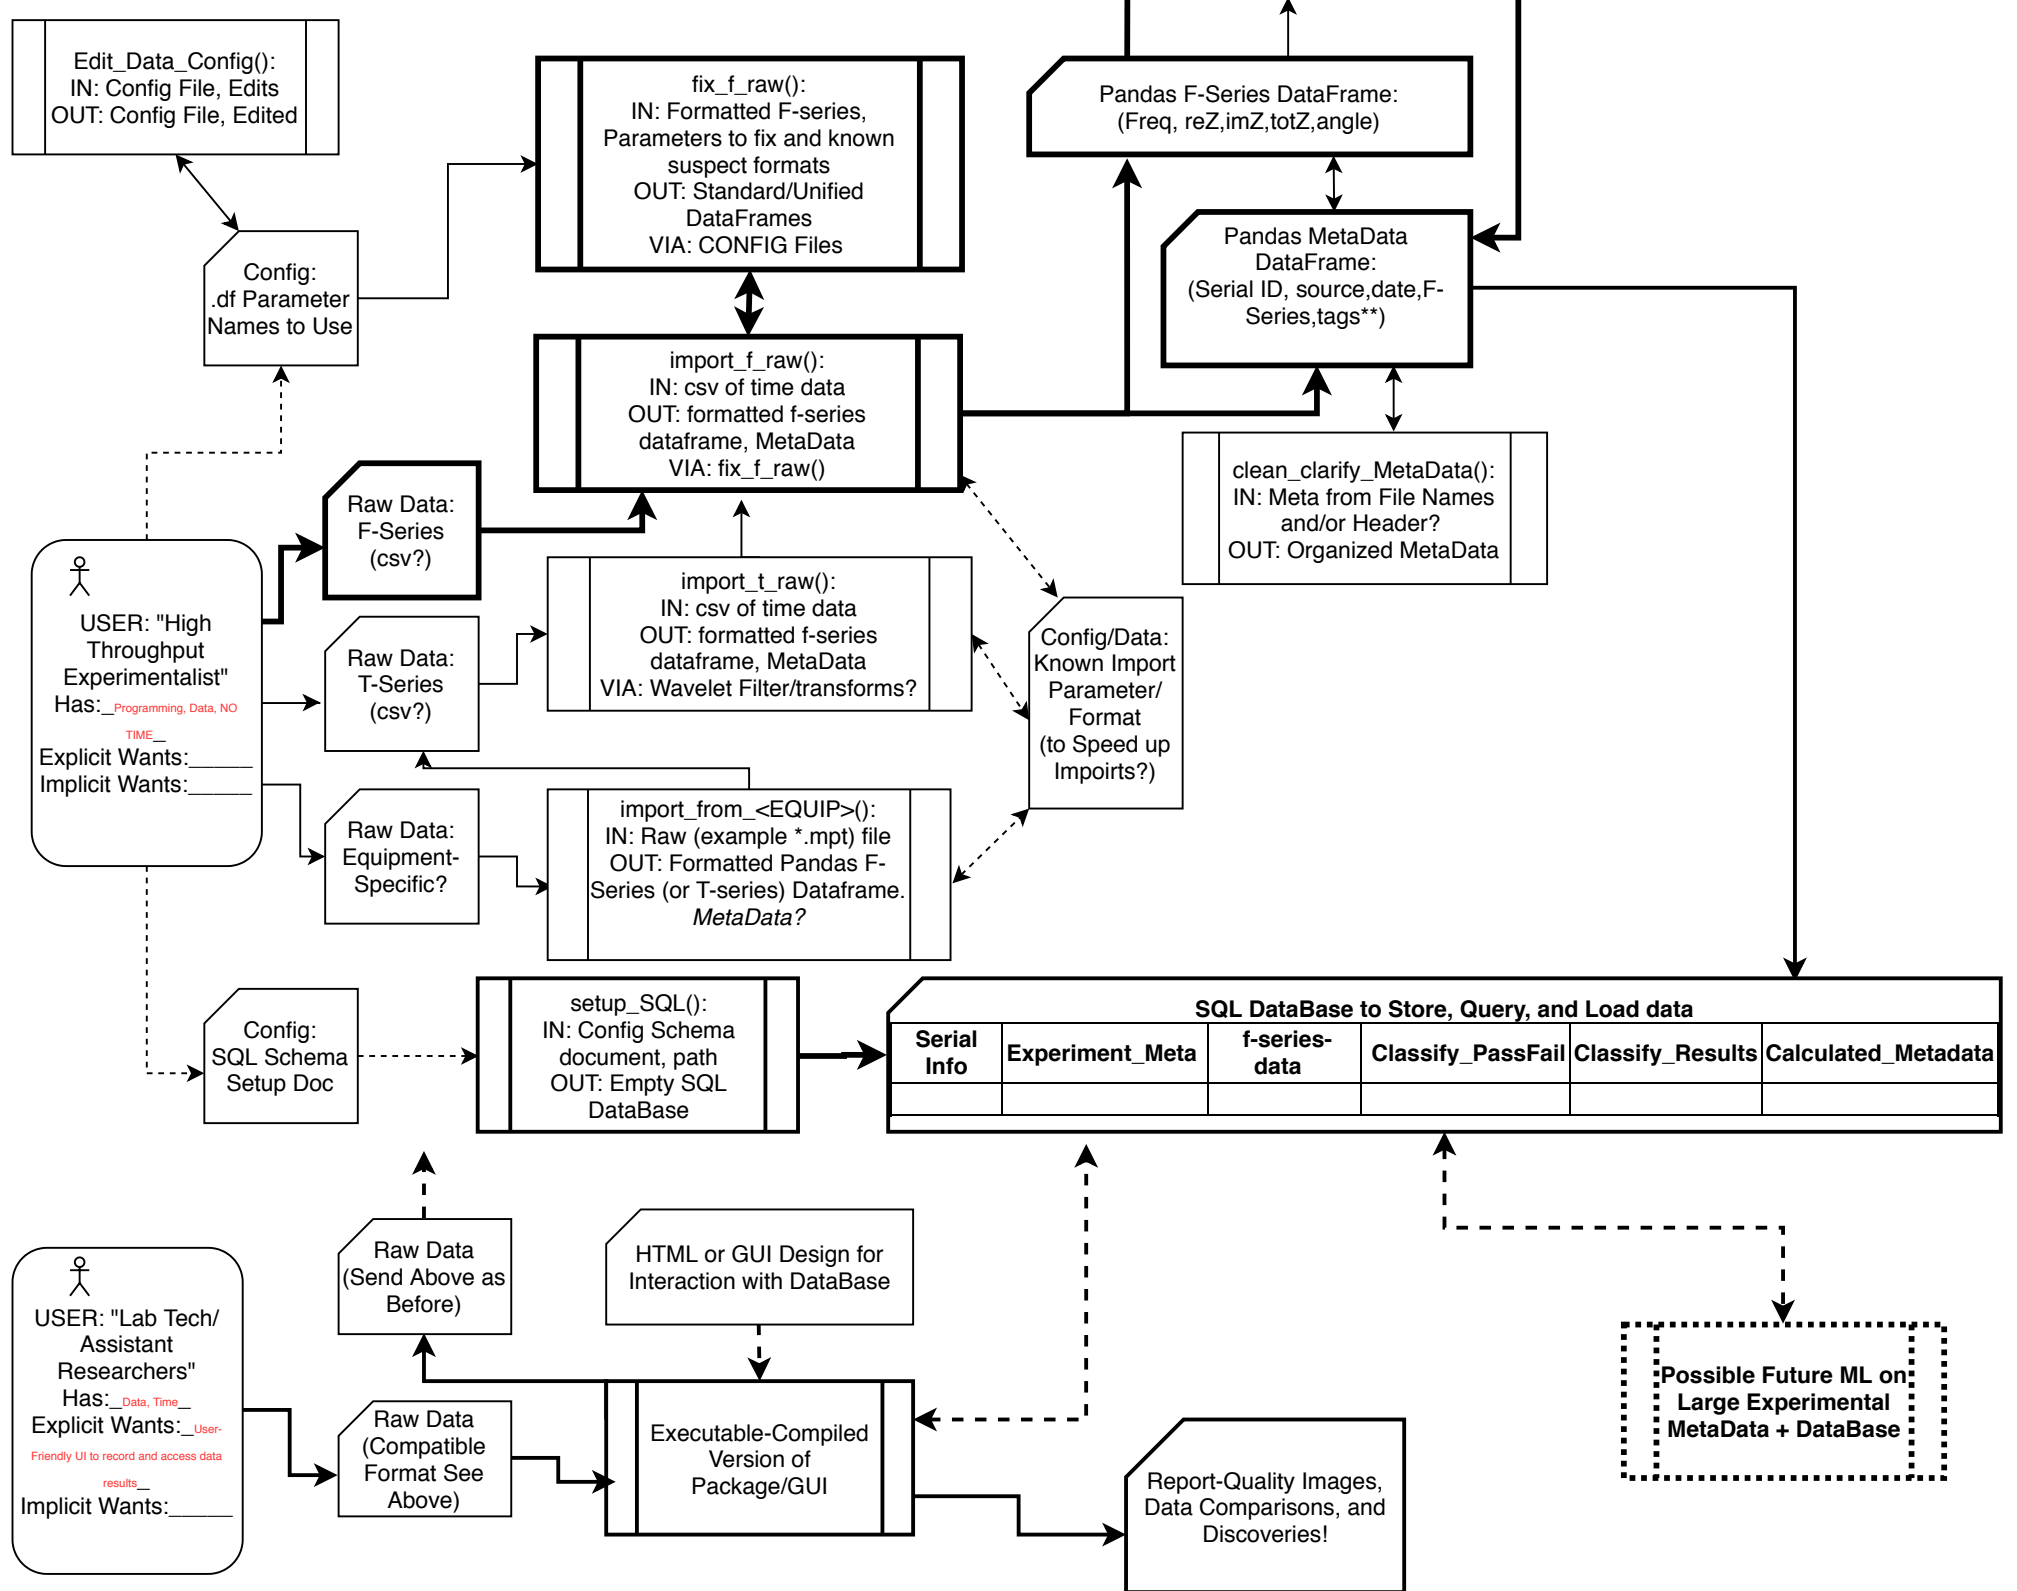 Edit_Data_Config():
IN: Config File, Edits
OUT: Config File, Edited
fix_f_raw():
IN: Formatted F-series,
Parameters to fix and known
suspect formats
OUT: Standard/Unified
DataFrames
VIA: CONFIG Files
Pandas F-Series DataFrame:
(Freq, reZ,imZ,totZ,angle)
Pandas MetaData
DataFrame:
(Serial ID, source,date,F-
Series,tags**)
Config:
.df Parameter
Names to Use
import_f_raw():
IN: csv of time data
OUT: formatted f-series
dataframe, MetaData
VIA: fix_f_raw()
clean_clarify_MetaData():
IN: Meta from File Names
and/or Header?
OUT: Organized MetaData
Raw Data:
F-Series
(csv?)
USER: "High
Throughput
Experimentalist"
Has:_Programming, Data, NO
TIME_
Explicit Wants:_____
Implicit Wants:_____
Raw Data:
T-Series
(csv?)
import_t_raw():
IN: csv of time data
OUT: formatted f-series
dataframe, MetaData
VIA: Wavelet Filter/transforms?
Config/Data:
Known Import
Parameter/
Format
(to Speed up
Impoirts?)
Raw Data:
Equipment-
Specific?
import_from_<EQUIP>():
IN: Raw (example *.mpt) file
OUT: Formatted Pandas F-
Series (or T-series) Dataframe.
MetaData?
Config:
SQL Schema
Setup Doc
setup_SQL():
IN: Config Schema
document, path
OUT: Empty SQL
DataBase
SQL DataBase to Store, Query, and Load data
Serial
Info
Experiment_Meta
f-series-
data
Classify_PassFail
Classify_Results
Calculated_Metadata
Raw Data
(Send Above as
Before)
HTML or GUI Design for
Interaction with DataBase
USER: "Lab Tech/
Assistant
Researchers"
Has:_Data, Time_
Explicit Wants:_User-
Friendly UI to record and access data
results_
Implicit Wants:_____
Raw Data
(Compatible
Format See
Above)
Executable-Compiled
Version of
Package/GUI
Report-Quality Images,
Data Comparisons, and
Discoveries!
Possible Future ML on
Large Experimental
MetaData + DataBase